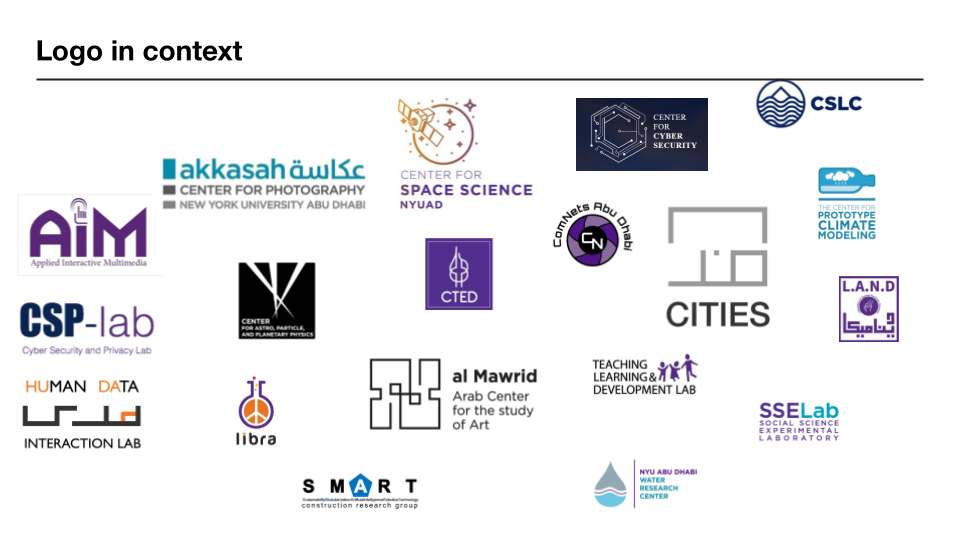 Logo in context
CSLC
CENTER
FOR
CYBER
SECURITY
akkasah عكاسة
CENTER FOR PHOTOGRAPHY
NEW YORK UNIVERSITY ABU DHABI
CENTER FOR
SPACE SCIENCE
NYUAD
THE CENTER FOR
PROTOTYPE
CLIMATE
MODELING
AiM
Applied Interactive Multimedia
ComNets Abu Dhabi
CN
CTED
CITIES
L.A.N.D
ديناميكا
CENTER
FOR ASTRO, PARTICLE,
AND PLANETARY PHYSICS
CSP-lab
Cyber Security and Privacy Lab
HUMAN DATA
INTERACTION LAB
libra
al Mawrid
Arab Center
for the study
of Art
TEACHING
LEARNING &
DEVELOPMENT LAB
SSELab
SOCIAL SCIENCE
EXPERIMENTAL
LABORATORY
SMART
construction research group
NYU ABU DHABI
WATER
RESEARCH
CENTER